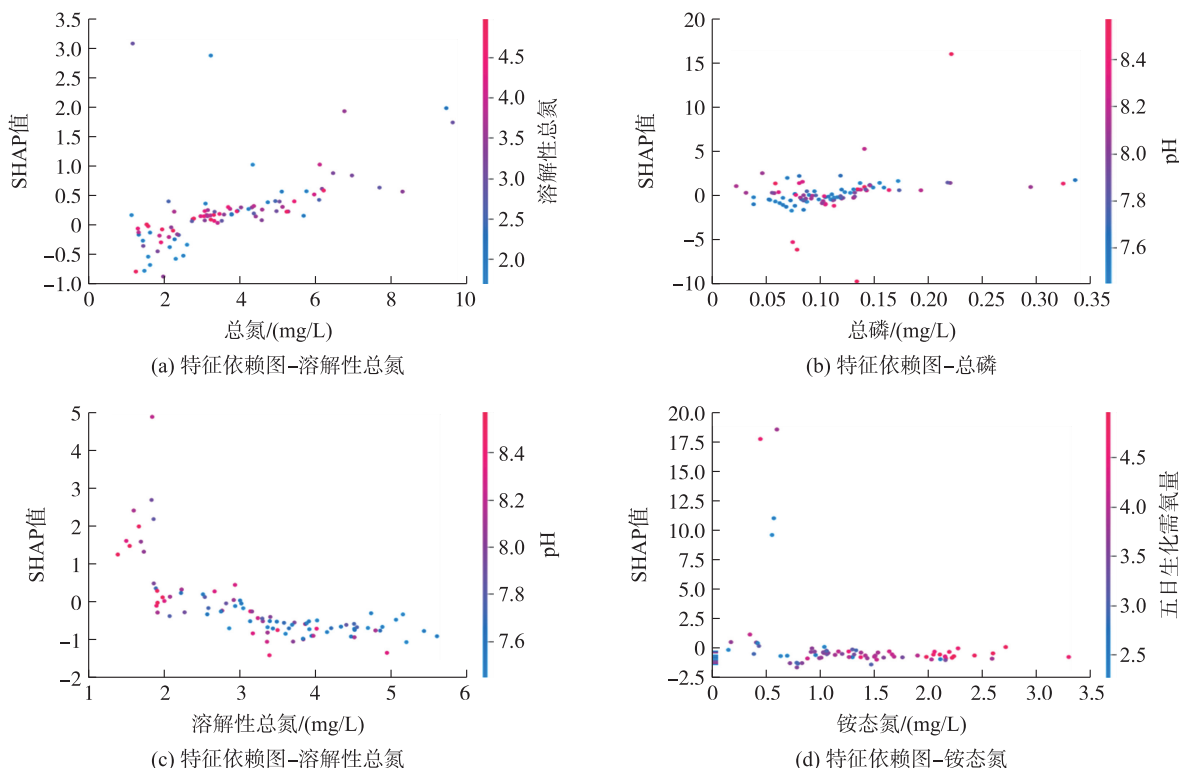 3.5
3.0
2.5
2.0
1.5
1.0
0.5
0
−0.5
−1.0
SHAP值
0 2 4 6 8 10
总氮/(mg/L)
4.5
4.0
3.5
3.0
2.5
2.0
溶解性总氮
(a) 特征依赖图−溶解性总氮
20
15
10
5
0
−5
−10
SHAP值
0 0.05 0.10 0.15 0.20 0.25 0.30 0.35
总磷/(mg/L)
8.4
8.2
8.0
7.8
7.6
pH
(b) 特征依赖图−总磷
5
4
3
2
1
0
−1
−2
SHAP值
1 2 3 4 5 6
溶解性总氮/(mg/L)
8.4
8.2
8.0
7.8
7.6
pH
(c) 特征依赖图−溶解性总氮
20.0
17.5
15.0
12.5
10.0
7.5
5.0
2.5
0
−2.5
SHAP值
0 0.5 1.0 1.5 2.0 2.5 3.0 3.5
铵态氮/(mg/L)
4.5
4.0
3.5
3.0
2.5
五日生化需氧量
(d) 特征依赖图−铵态氮